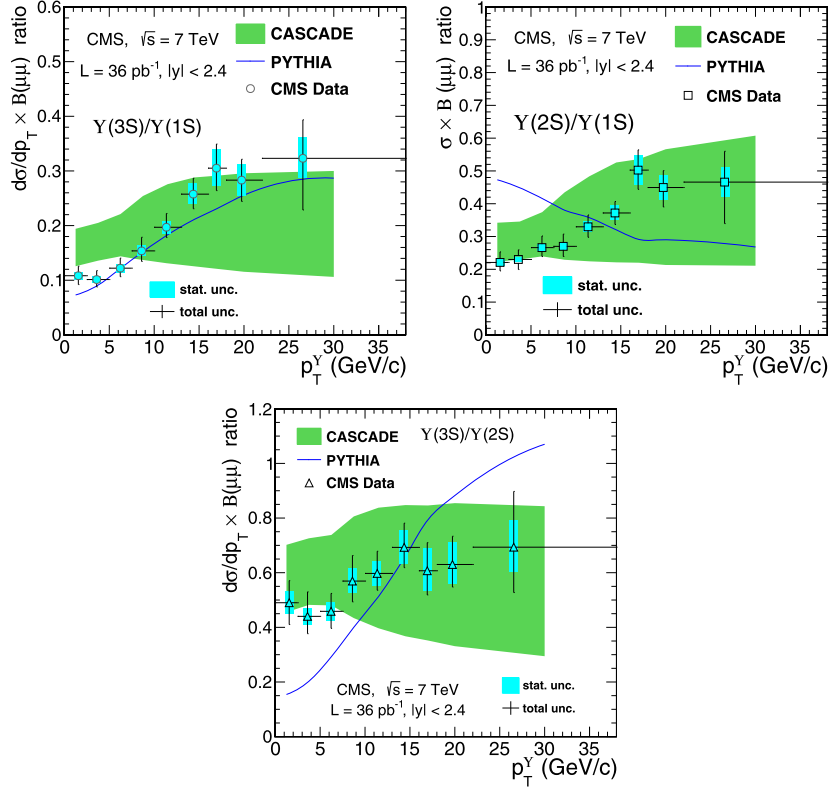 dσ/dp_T × B(μμ) ratio
0.6
0.5
0.4
0.3
0.2
0.1
0
CMS, √s = 7 TeV
L = 36 pb⁻¹, |y| < 2.4
CASCADE
PYTHIA
CMS Data
ϒ(3S)/ϒ(1S)
stat. unc.
total unc.
0 5 10 15 20 25 30 35
p_T^ϒ (GeV/c)
σ × B (μμ) ratio
1
0.9
0.8
0.7
0.6
0.5
0.4
0.3
0.2
0.1
0
CMS, √s = 7 TeV
L = 36 pb⁻¹, |y| < 2.4
CASCADE
PYTHIA
CMS Data
ϒ(2S)/ϒ(1S)
stat. unc.
total unc.
0 5 10 15 20 25 30 35
p_T^ϒ (GeV/c)
dσ/dp_T × B(μμ) ratio
1.2
1
0.8
0.6
0.4
0.2
0
CASCADE
PYTHIA
CMS Data
ϒ(3S)/ϒ(2S)
CMS, √s = 7 TeV
L = 36 pb⁻¹, |y| < 2.4
stat. unc.
total unc.
0 5 10 15 20 25 30 35
p_T^ϒ (GeV/c)